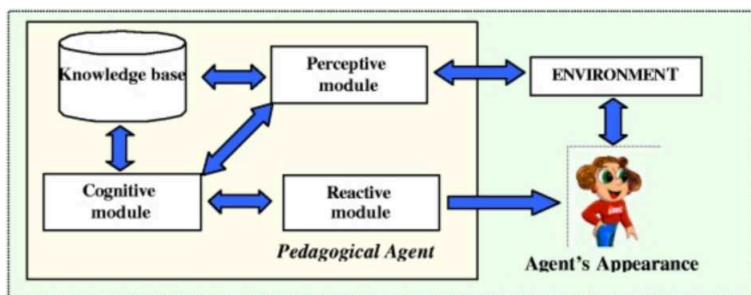 Knowledge base
Perceptive
module
ENVIRONMENT
Cognitive
module
Reactive
module
Pedagogical Agent
Agent's Appearance